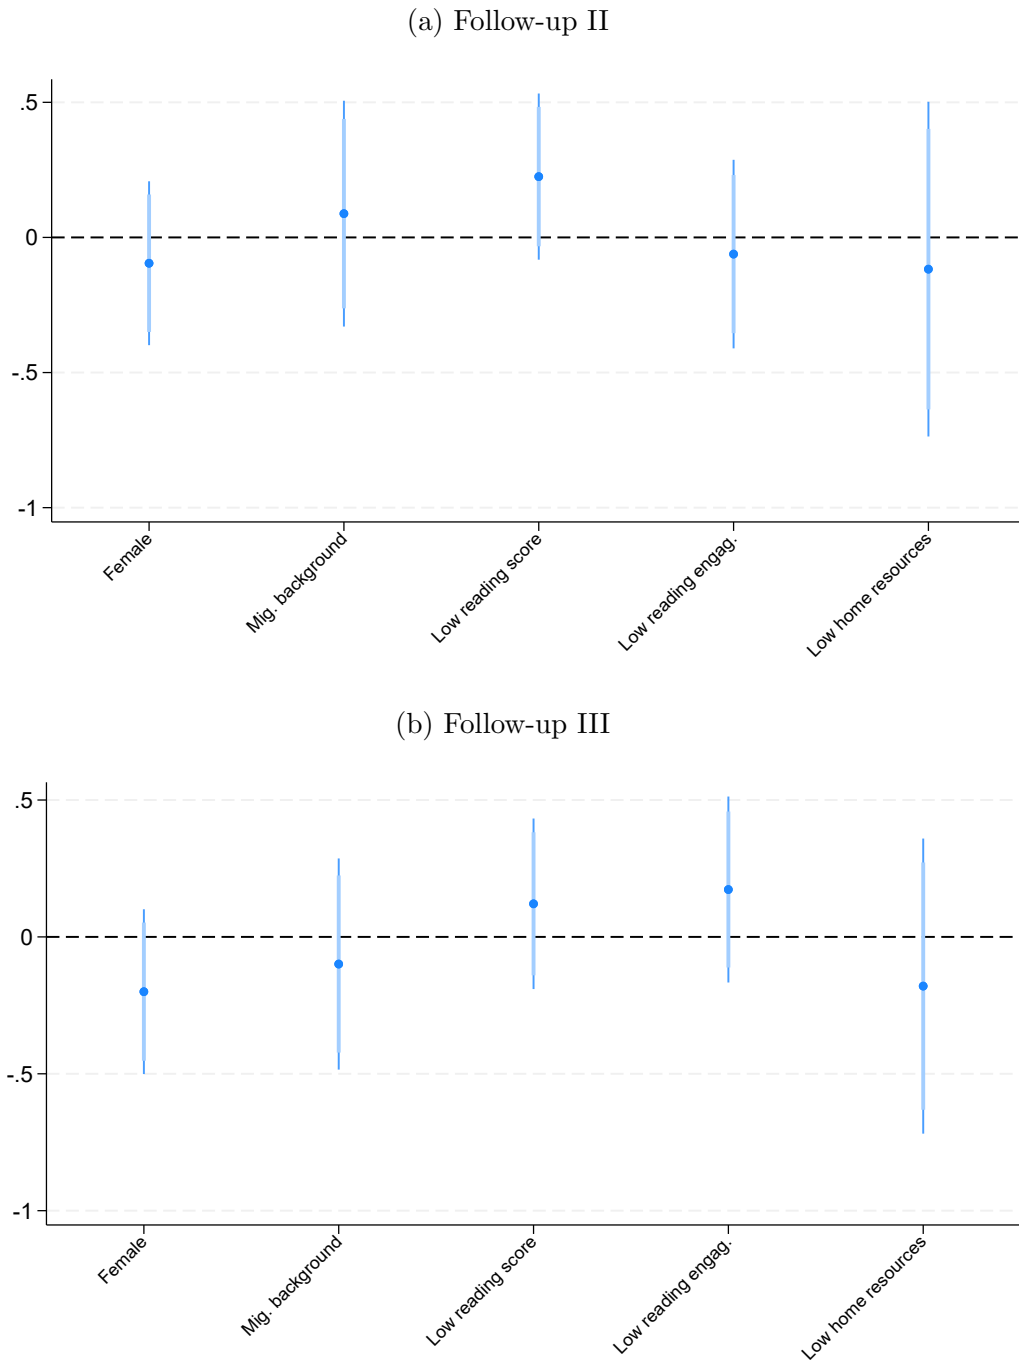 (a) Follow-up II
.5
0
-.5
-1
Female
Mig. background
Low reading score
Low reading engag.
Low home resources
(b) Follow-up III
.5
0
-.5
-1
Female
Mig. background
Low reading score
Low reading engag.
Low home resources